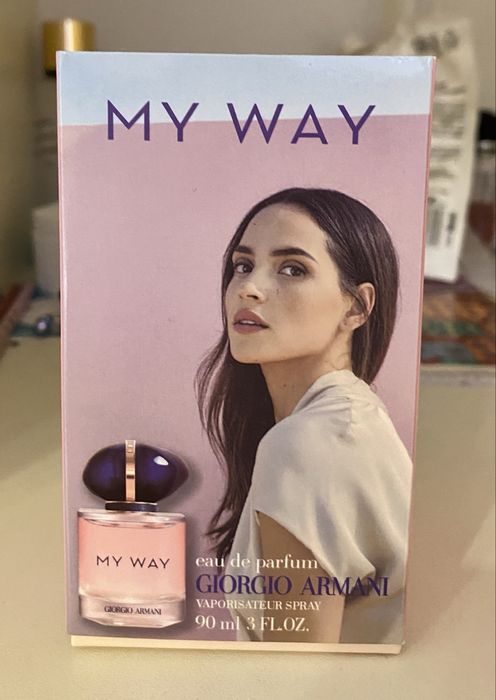 MY WAY
MY WAY
GIORGIO ARMANI
eau de parfum
GIORGIO ARMANI
VAPORISATEUR SPRAY
90 ml 3 FL.OZ.